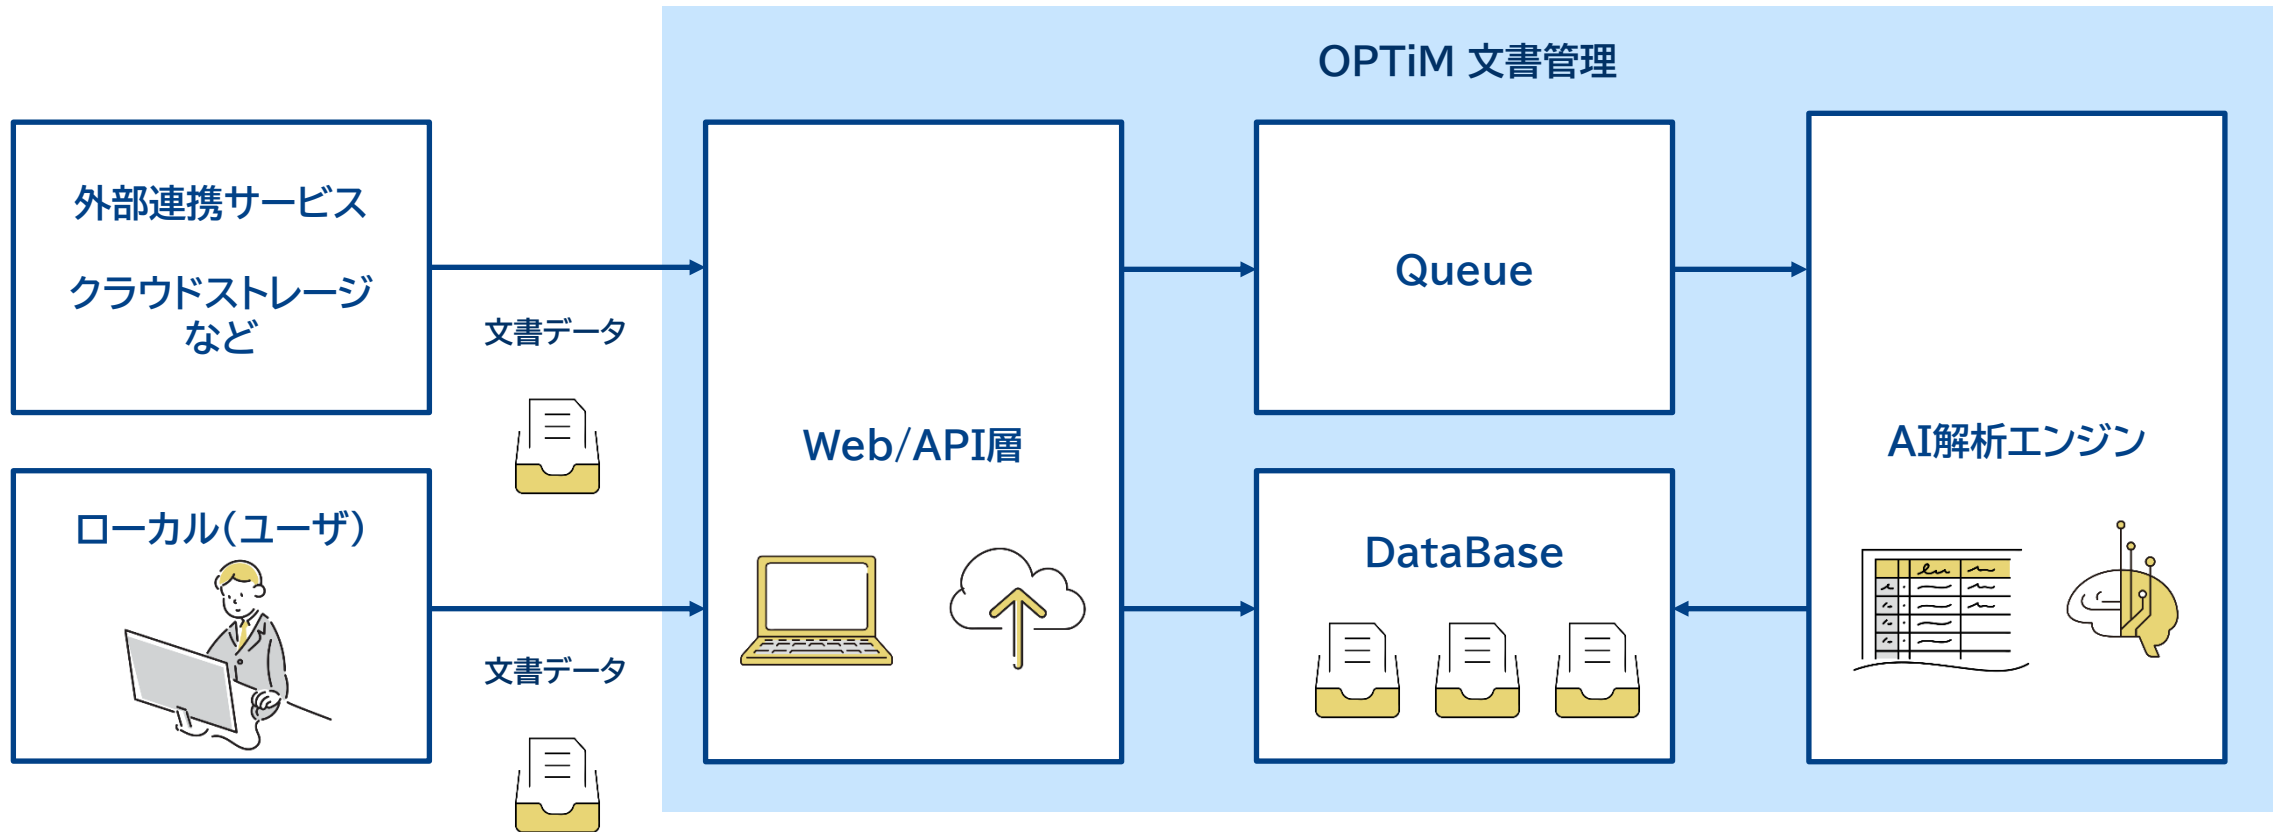 OPTiM 文書管理
外部連携サービス
クラウドストレージ
など
文書データ
ローカル(ユーザ)
文書データ
Web/API層
Queue
DataBase
AI解析エンジン